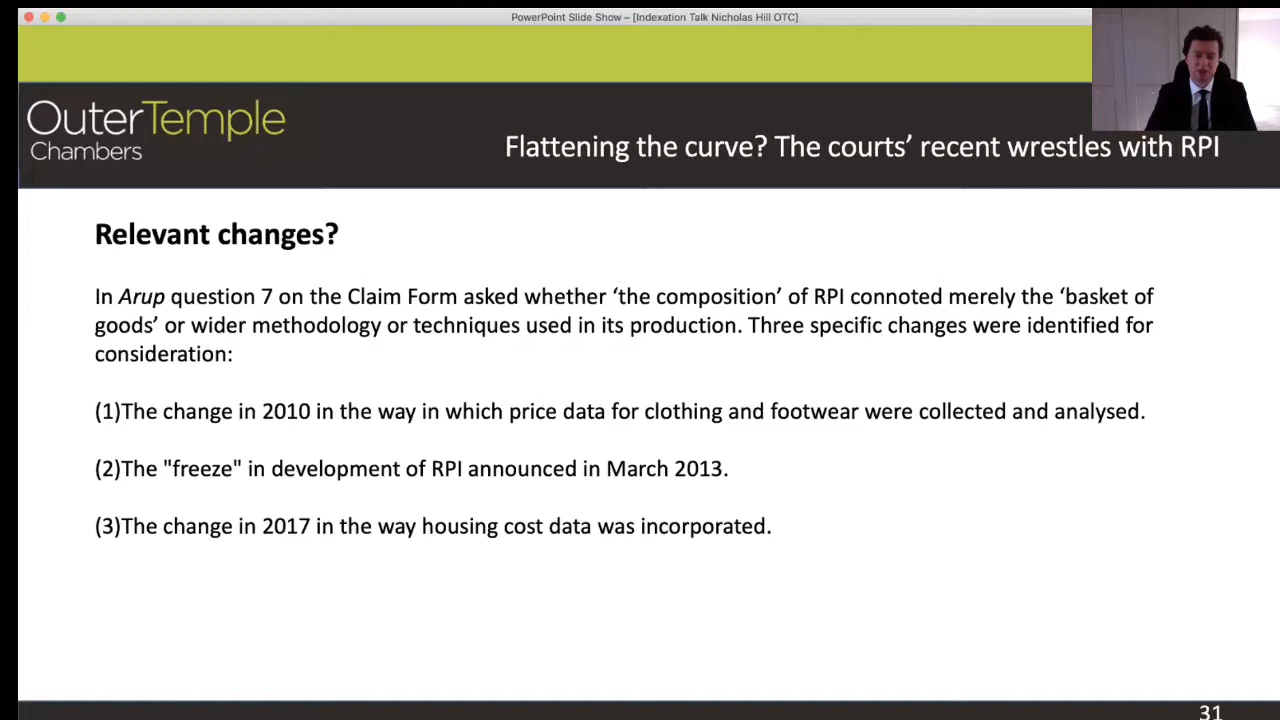 PowerPoint Slide Show – [Indexation Talk Nicholas Hill OTC]
OuterTemple
Chambers
Flattening the curve? The courts’ recent wrestles with RPI
Relevant changes?
In Arup question 7 on the Claim Form asked whether ‘the composition’ of RPI connoted merely the ‘basket of
goods’ or wider methodology or techniques used in its production. Three specific changes were identified for
consideration:
(1)The change in 2010 in the way in which price data for clothing and footwear were collected and analysed.
(2)The "freeze" in development of RPI announced in March 2013.
(3)The change in 2017 in the way housing cost data was incorporated.
31